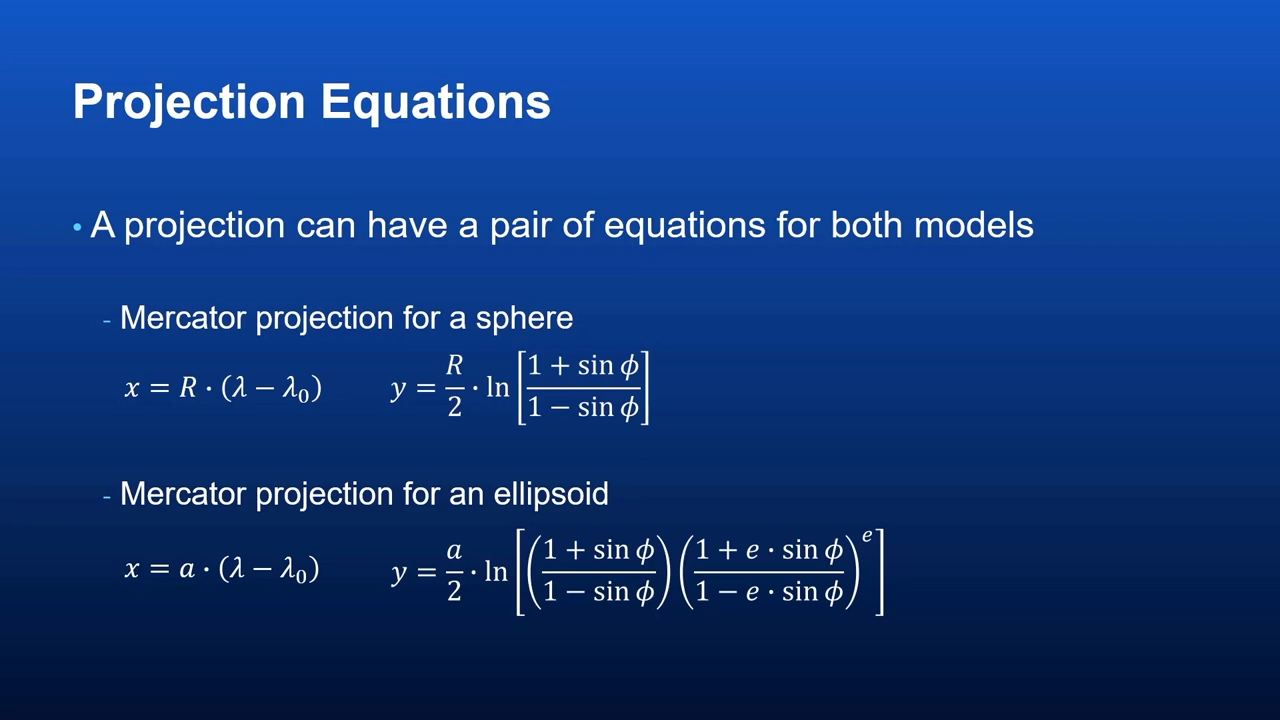 Projection Equations
• A projection can have a pair of equations for both models
- Mercator projection for a sphere
x = R · (λ − λ₀)    y = R/2 · ln[(1 + sin ϕ)/(1 − sin ϕ)]
- Mercator projection for an ellipsoid
x = a · (λ − λ₀)    y = a/2 · ln[((1 + sin ϕ)/(1 − sin ϕ))((1 + e · sin ϕ)/(1 − e · sin ϕ))^e]